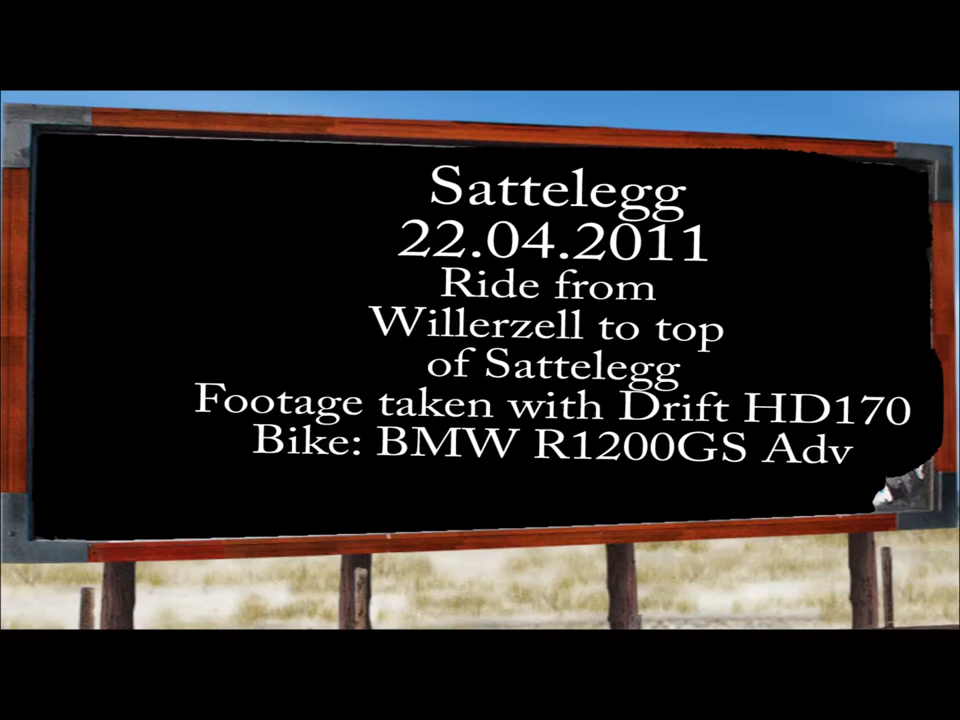 Sattelegg
22.04.2011
Ride from
Willerzell to top
of Sattelegg
Footage taken with Drift HD170
Bike: BMW R1200GS Adv